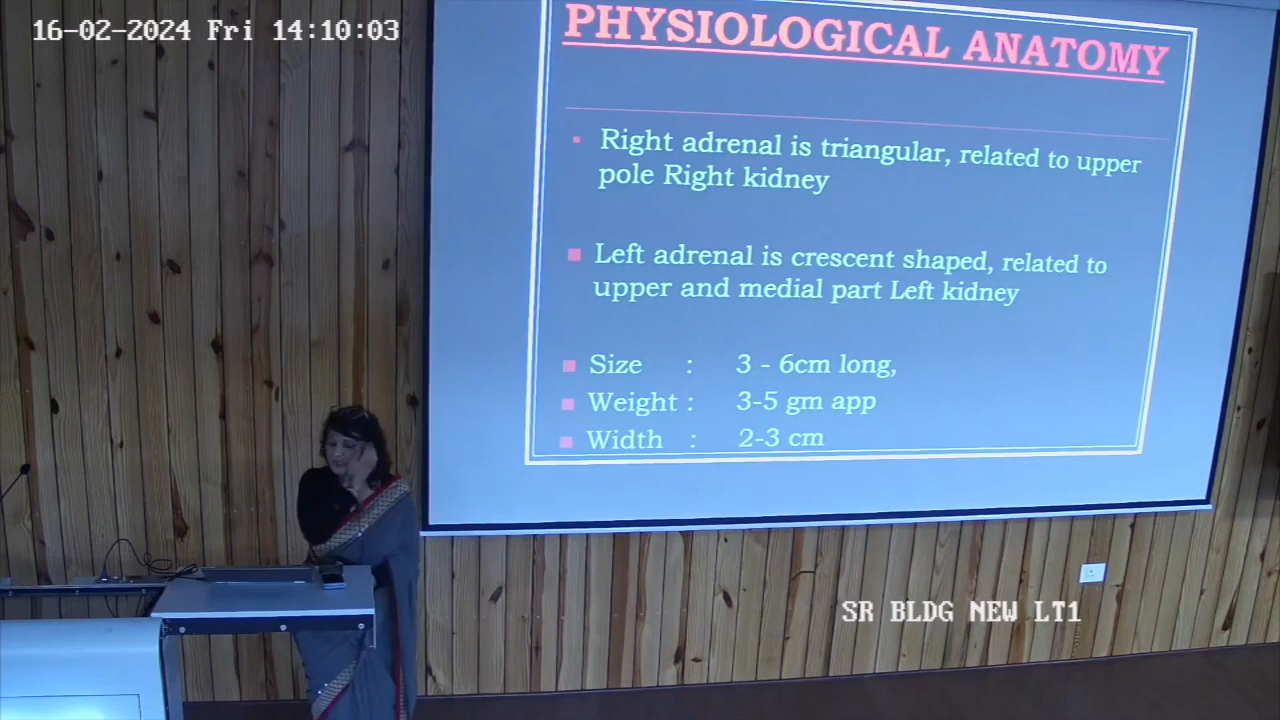 16-02-2024 Fri 14:10:03
PHYSIOLOGICAL ANATOMY
Right adrenal is triangular, related to upper
pole Right kidney
Left adrenal is crescent shaped, related to
upper and medial part Left kidney
Size : 3 - 6cm long,
Weight : 3-5 gm app
Width : 2-3 cm
SR BLDG NEW LT1